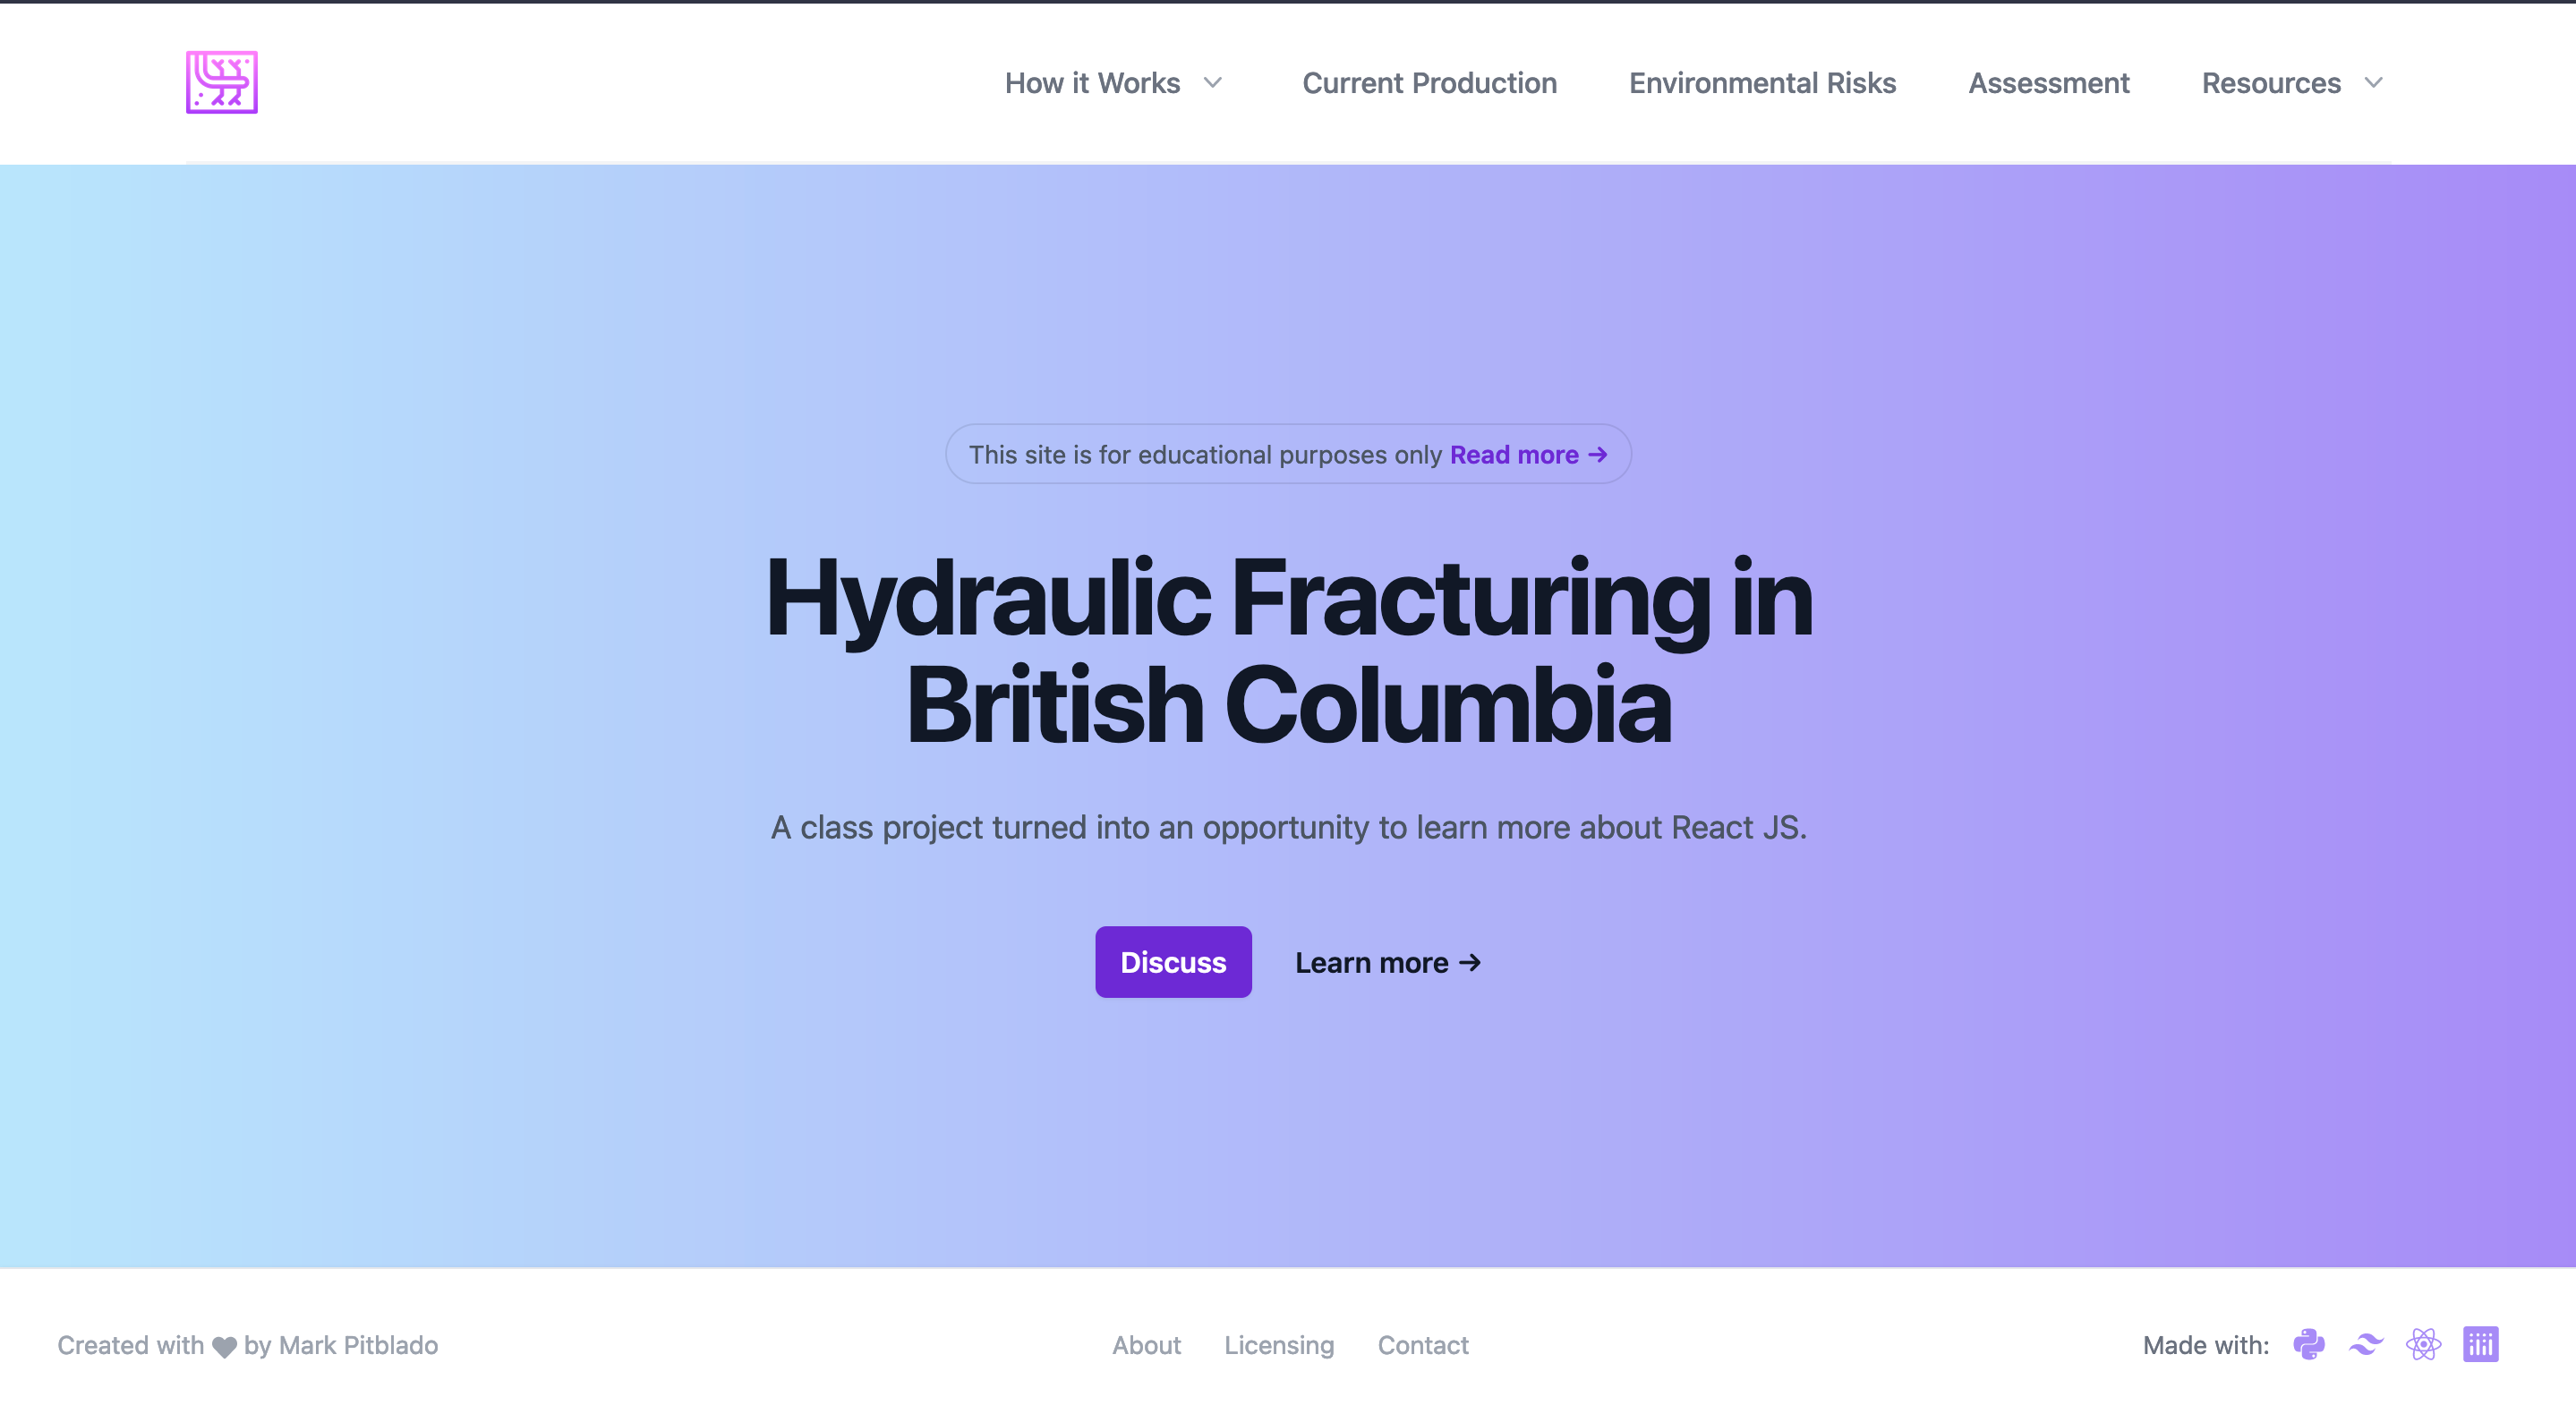 How it Works
Current Production
Environmental Risks
Assessment
Resources
This site is for educational purposes only Read more →
Hydraulic Fracturing in
British Columbia
A class project turned into an opportunity to learn more about React JS.
Discuss
Learn more →
Created with ♥ by Mark Pitblado
About
Licensing
Contact
Made with: